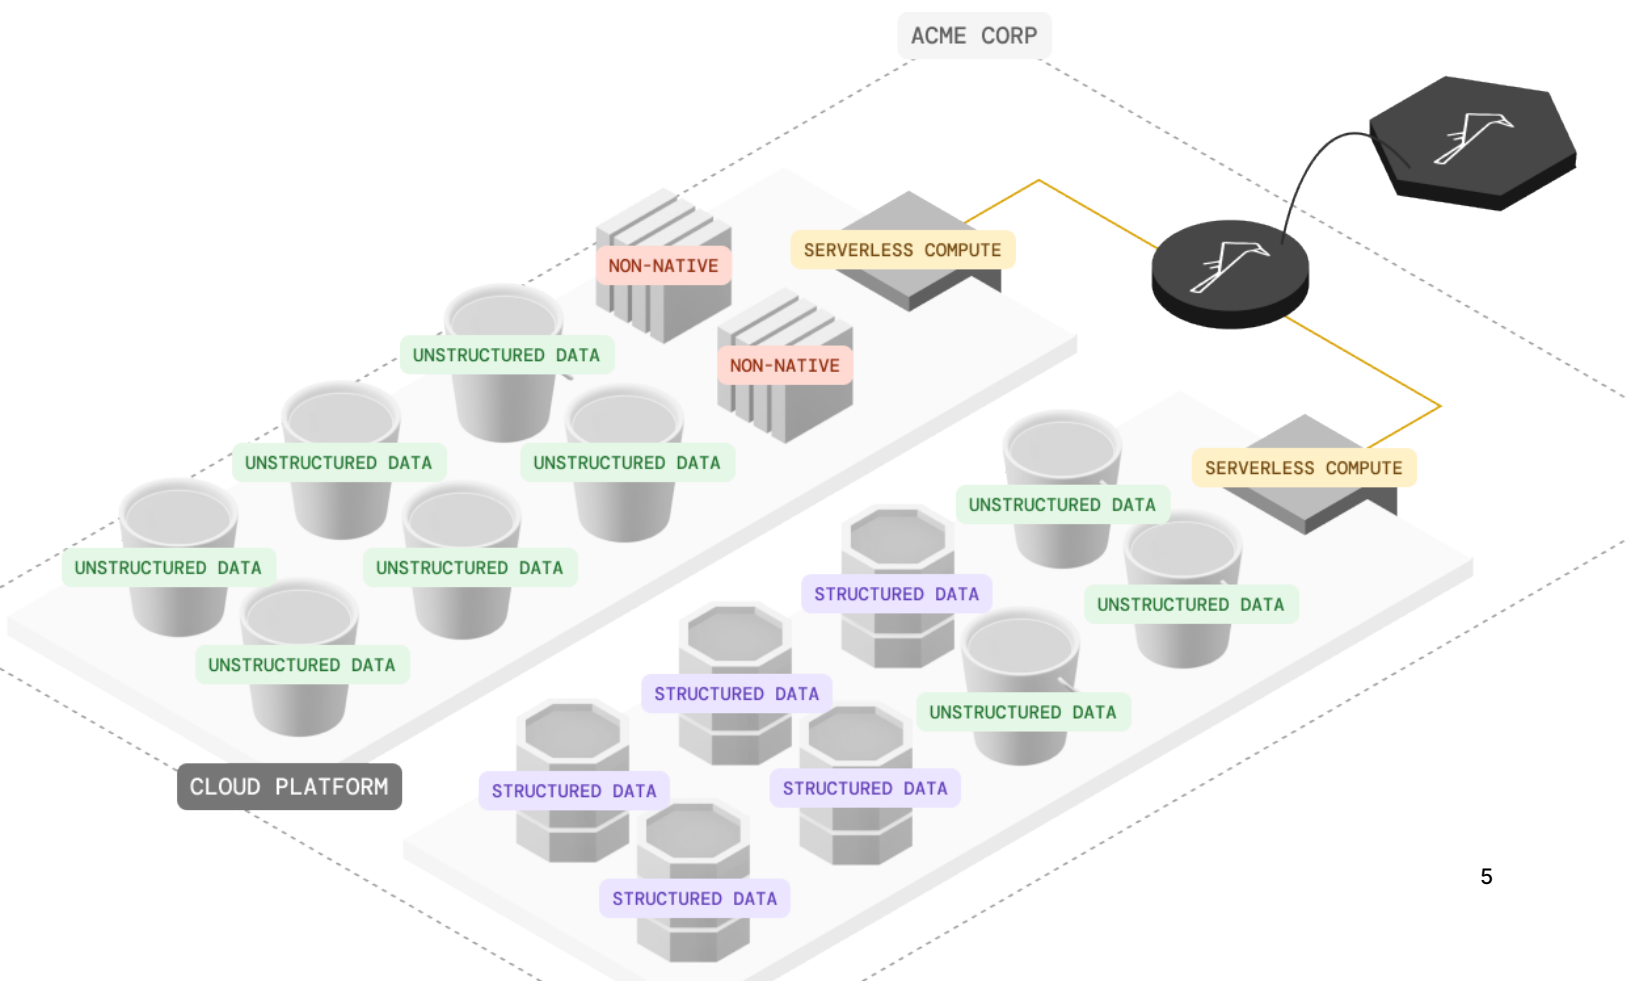 ACME CORP
NON-NATIVE
SERVERLESS COMPUTE
UNSTRUCTURED DATA
NON-NATIVE
UNSTRUCTURED DATA
UNSTRUCTURED DATA
SERVERLESS COMPUTE
UNSTRUCTURED DATA
UNSTRUCTURED DATA
UNSTRUCTURED DATA
STRUCTURED DATA
UNSTRUCTURED DATA
UNSTRUCTURED DATA
STRUCTURED DATA
UNSTRUCTURED DATA
CLOUD PLATFORM
STRUCTURED DATA
STRUCTURED DATA
STRUCTURED DATA
5